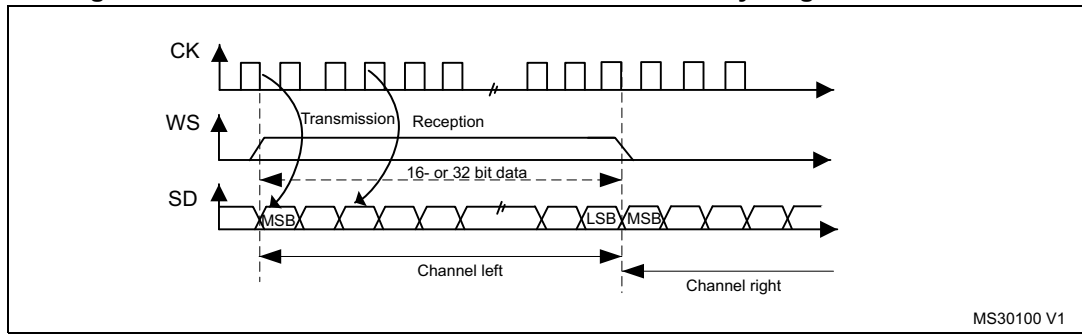 CK
Transmission
Reception
WS
16- or 32 bit data
SD
MSB
LSB
MSB
Channel left
Channel right
MS30100 V1